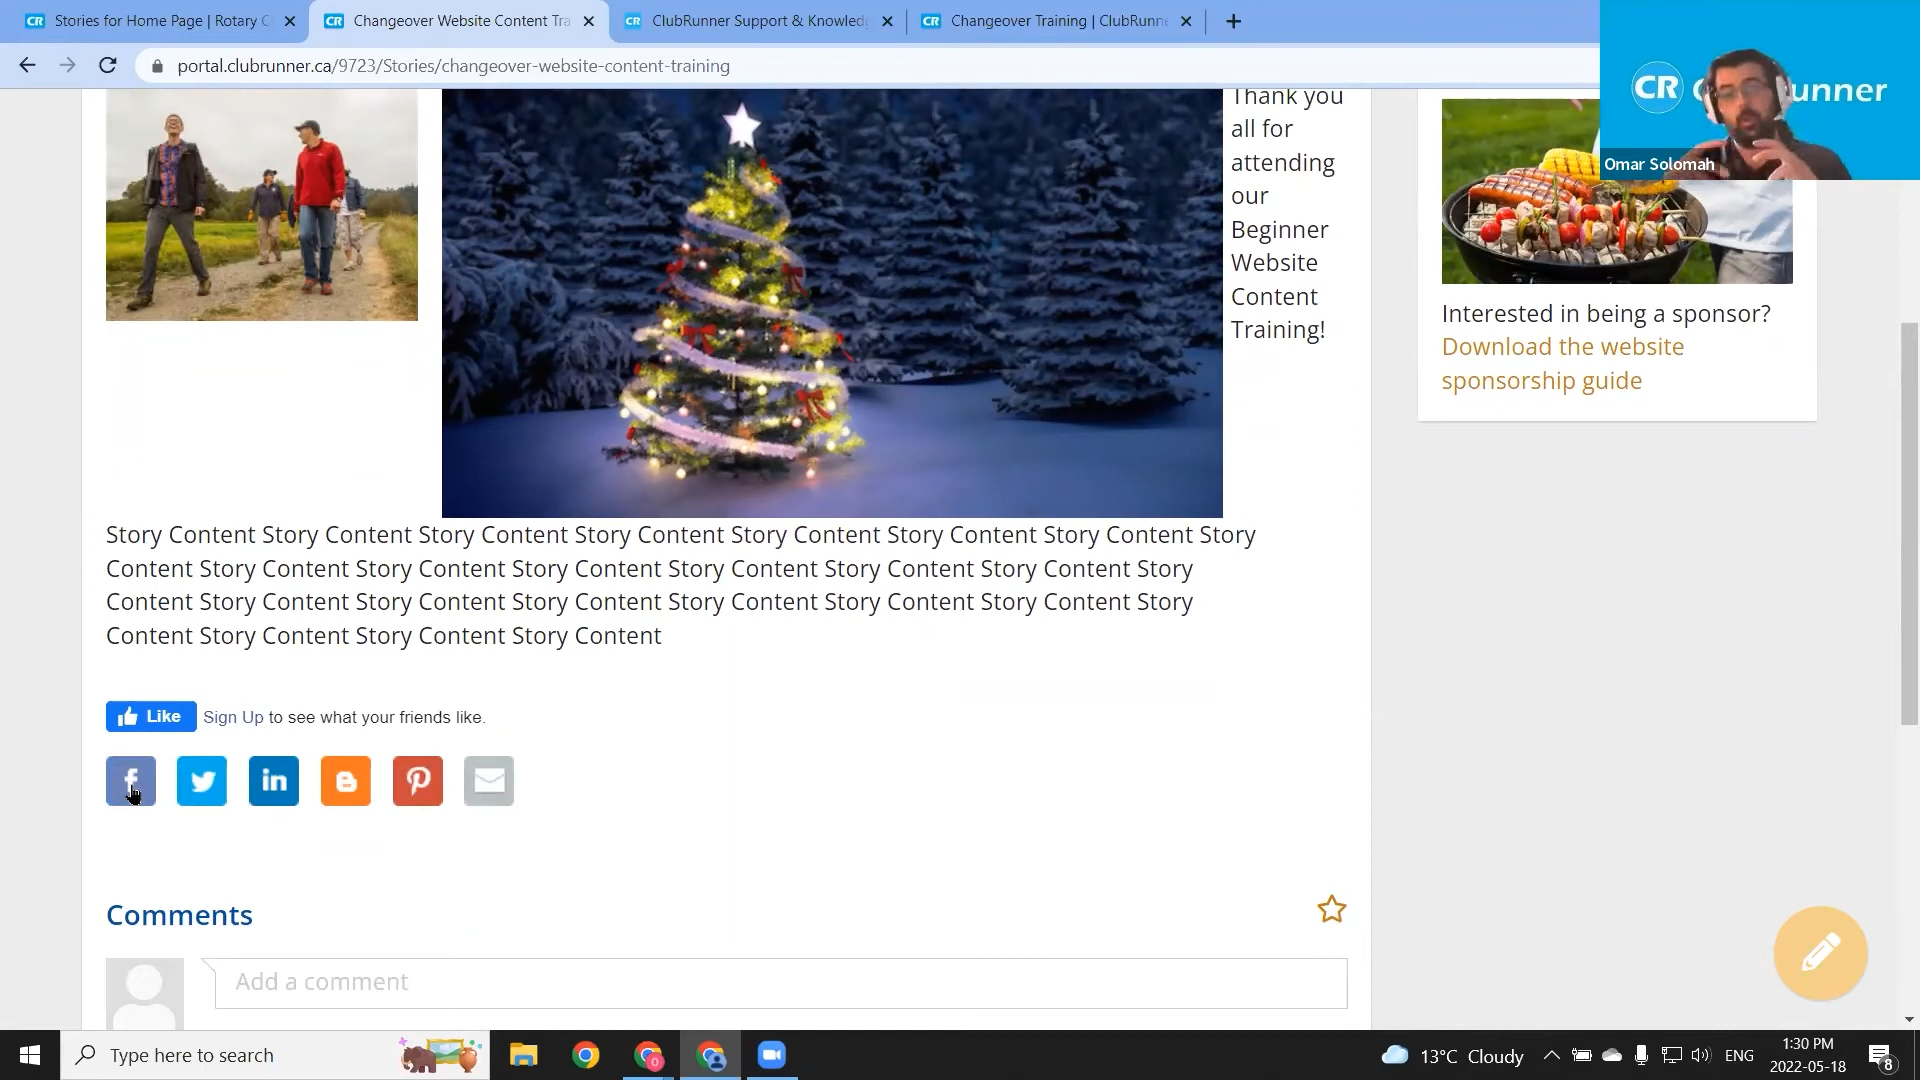 Stories for Home Page | Rotary C
Changeover Website Content Tra
ClubRunner Support & Knowled
Changeover Training | ClubRunn
portal.clubrunner.ca/9723/Stories/changeover-website-content-training
CR
unner
Omar Solomah
Thank you
all for
attending
our
Beginner
Website
Content
Training!
Interested in being a sponsor?
Download the website
sponsorship guide
Story Content Story Content Story Content Story Content Story Content Story Content Story Content Story
Content Story Content Story Content Story Content Story Content Story Content Story Content Story
Content Story Content Story Content Story Content Story Content Story Content Story Content Story
Content Story Content Story Content Story Content
Like
Sign Up to see what your friends like.
Comments
Add a comment
Type here to search
13°C Cloudy
ENG
1:30 PM
2022-05-18
8